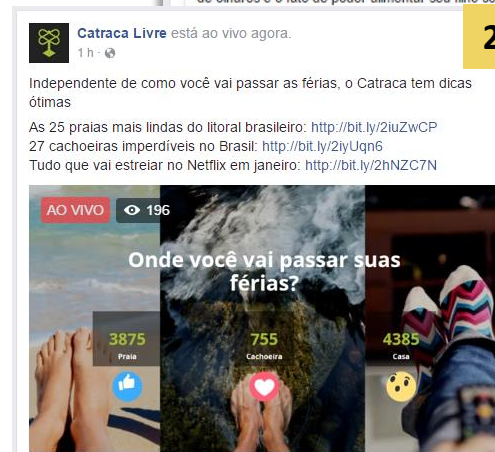 Catraca Livre está ao vivo agora.
1 h ·
Independente de como você vai passar as férias, o Catraca tem dicas
ótimas
As 25 praias mais lindas do litoral brasileiro: http://bit.ly/2iuZwCP
27 cachoeiras imperdíveis no Brasil: http://bit.ly/2iyUqn6
Tudo que vai estreiar no Netflix em janeiro: http://bit.ly/2hNZC7N
AO VIVO 196
Onde você vai passar suas
férias?
3875 755 4385
Praia Cachoeira Casa